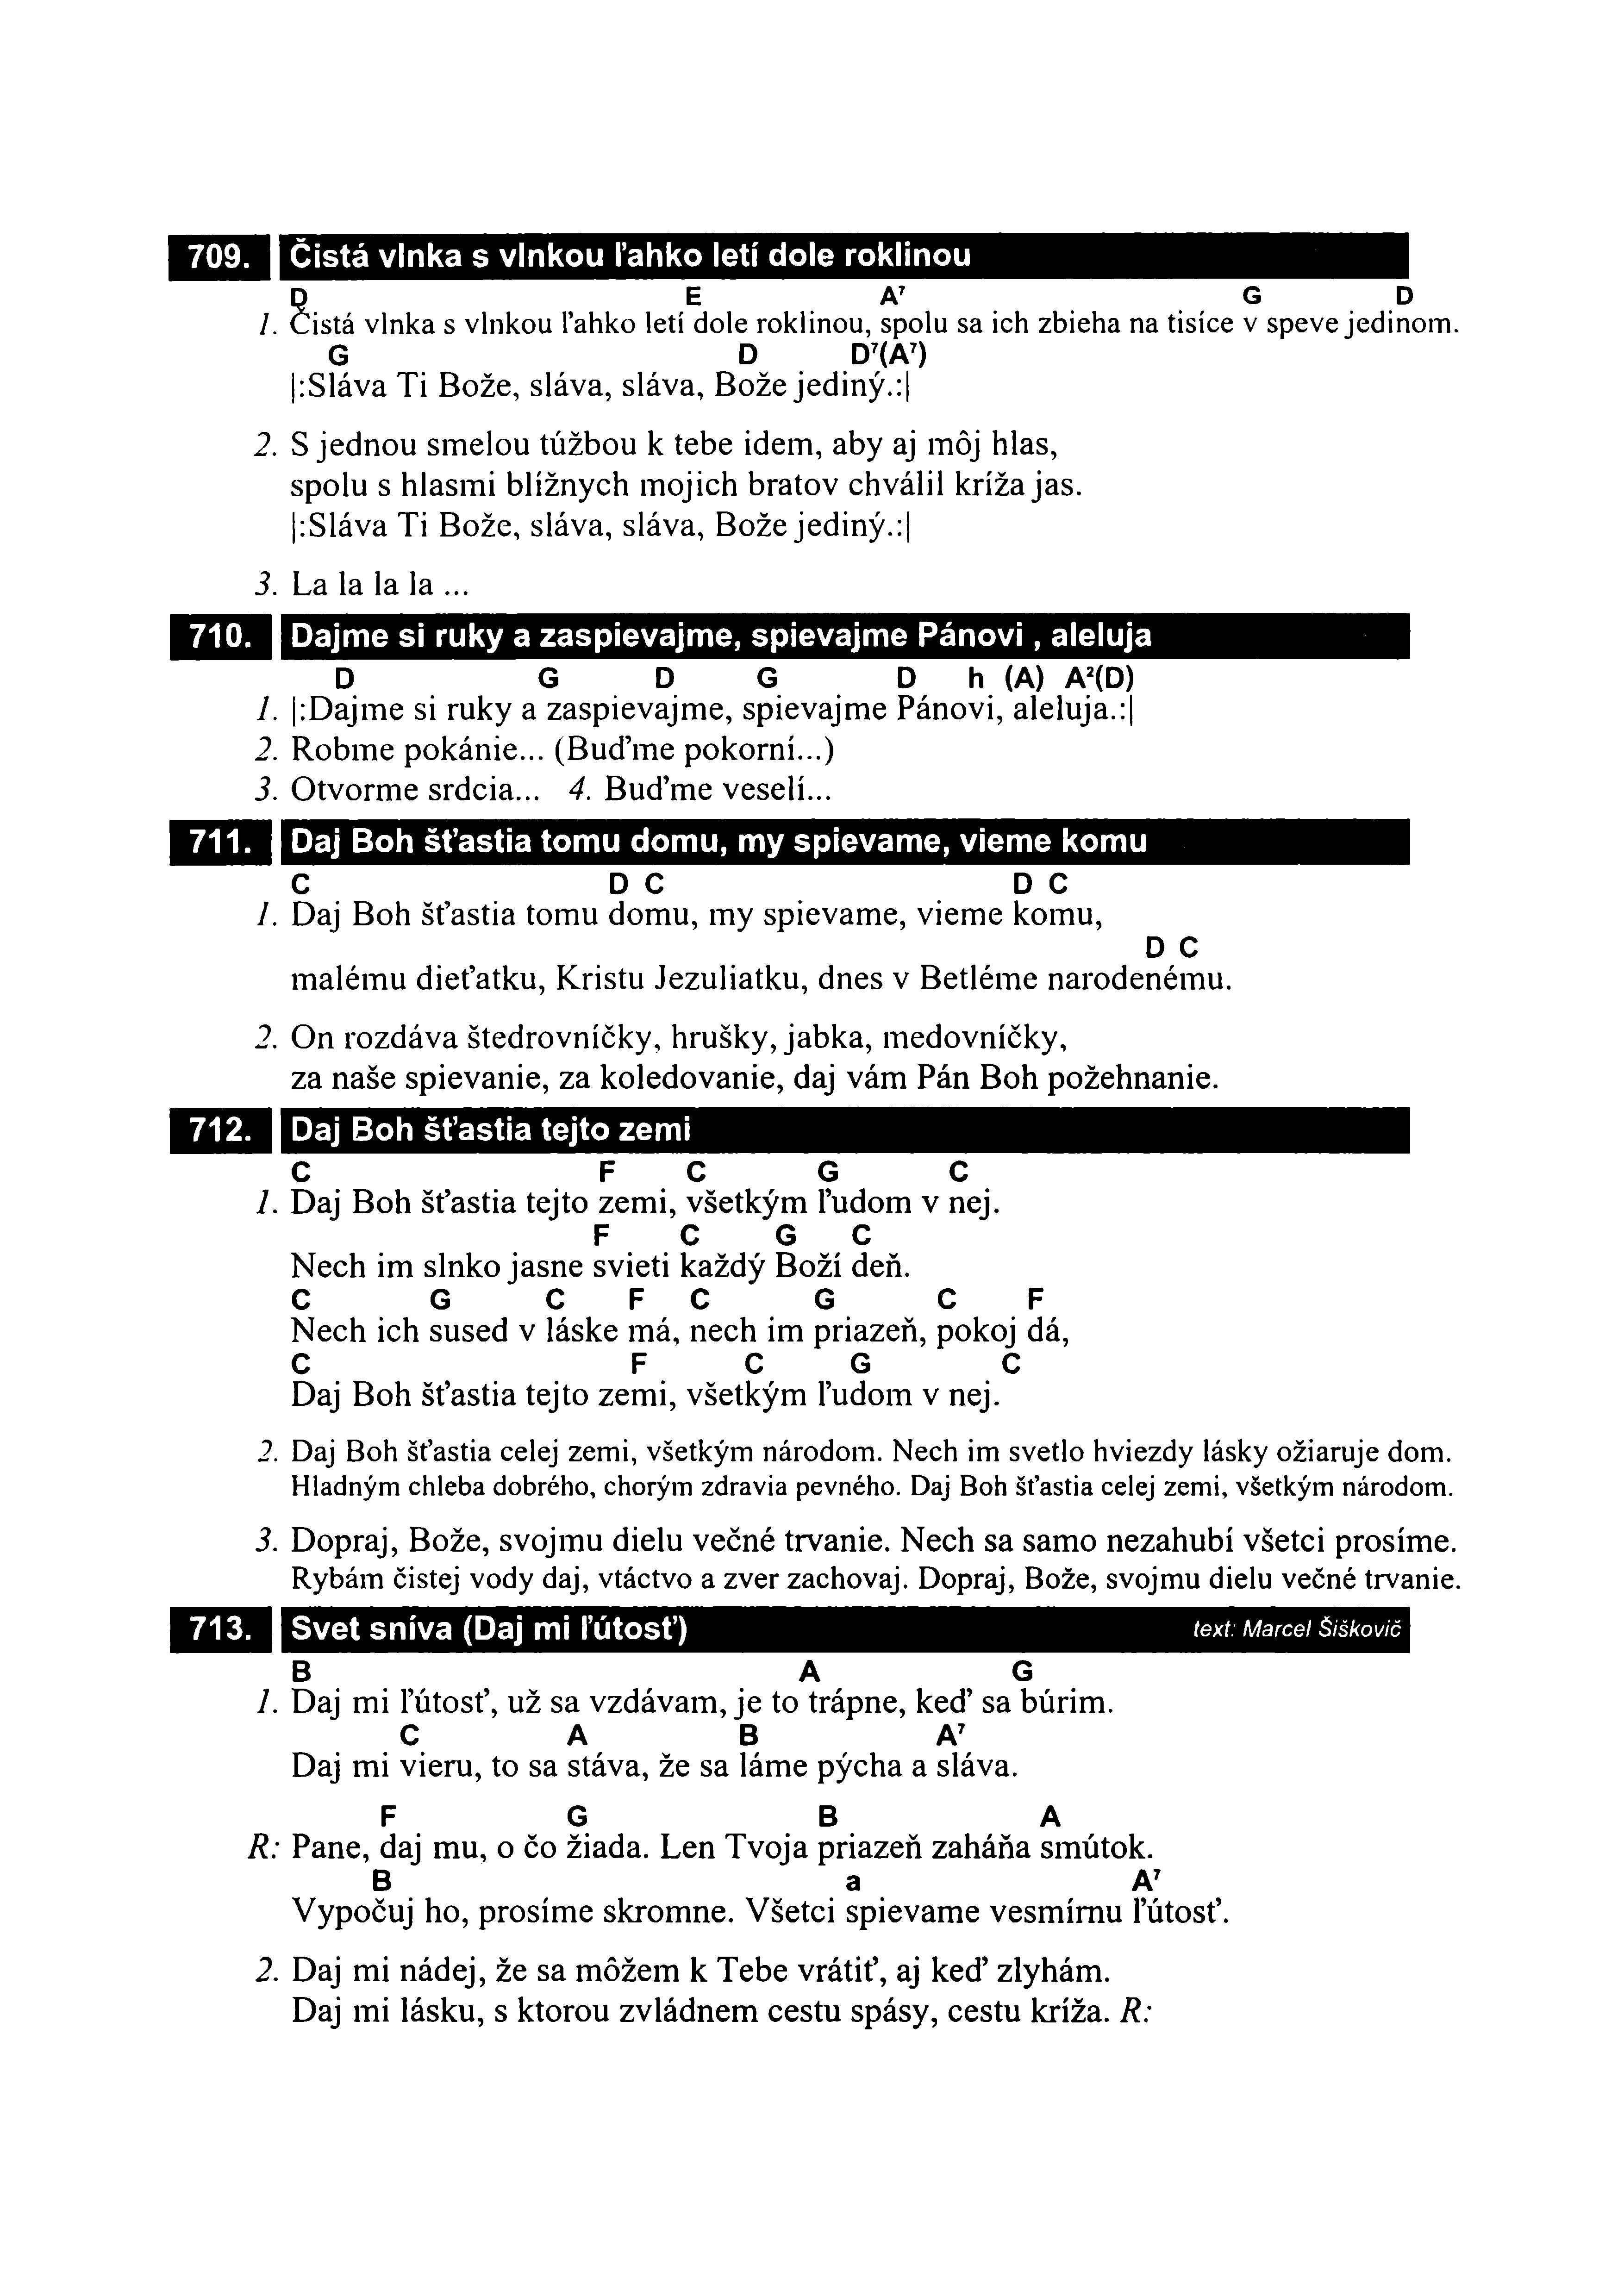 709. Čistá vlnka s vlnkou ľahko letí dole roklinou
D E A⁷ G D
1. Čistá vlnka s vlnkou ľahko letí dole roklinou, spolu sa ich zbieha na tisíce v speve jedinom.
G D D⁷(A⁷)
|:Sláva Ti Bože, sláva, sláva, Bože jediný.:|
2. S jednou smelou túžbou k tebe idem, aby aj môj hlas,
spolu s hlasmi blížnych mojich bratov chválil kríža jas.
|:Sláva Ti Bože, sláva, sláva, Bože jediný.:|
3. La la la la ...
710. Dajme si ruky a zaspievajme, spievajme Pánovi , aleluja
D G D G D h (A) A²(D)
1. |:Dajme si ruky a zaspievajme, spievajme Pánovi, aleluja.:|
2. Robme pokánie... (Buďme pokorní...)
3. Otvorme srdcia... 4. Buďme veselí...
711. Daj Boh šťastia tomu domu, my spievame, vieme komu
C D C D C
1. Daj Boh šťastia tomu domu, my spievame, vieme komu,
D C
malému dieťatku, Kristu Jezuliatku, dnes v Betléme narodenému.
2. On rozdáva štedrovníčky, hrušky, jabka, medovníčky,
za naše spievanie, za koledovanie, daj vám Pán Boh požehnanie.
712. Daj Boh šťastia tejto zemi
C F C G C
1. Daj Boh šťastia tejto zemi, všetkým ľudom v nej.
F C G C
Nech im slnko jasne svieti každý Boží deň.
C G C F C G C F
Nech ich sused v láske má, nech im priazeň, pokoj dá,
C F C G C
Daj Boh šťastia tejto zemi, všetkým ľudom v nej.
2. Daj Boh šťastia celej zemi, všetkým národom. Nech im svetlo hviezdy lásky ožiaruje dom.
Hladným chleba dobrého, chorým zdravia pevného. Daj Boh šťastia celej zemi, všetkým národom.
3. Dopraj, Bože, svojmu dielu večné trvanie. Nech sa samo nezahubí všetci prosíme.
Rybám čistej vody daj, vtáctvo a zver zachovaj. Dopraj, Bože, svojmu dielu večné trvanie.
713. Svet sníva (Daj mi ľútosť) text: Marcel Šiškovič
B A G
1. Daj mi ľútosť, už sa vzdávam, je to trápne, keď sa búrim.
C A B A⁷
Daj mi vieru, to sa stáva, že sa láme pýcha a sláva.
F G B A
R: Pane, daj mu, o čo žiada. Len Tvoja priazeň zaháňa smútok.
B a A⁷
Vypočuj ho, prosíme skromne. Všetci spievame vesmírnu ľútosť.
2. Daj mi nádej, že sa môžem k Tebe vrátiť, aj keď zlyhám.
Daj mi lásku, s ktorou zvládnem cestu spásy, cestu kríža. R: